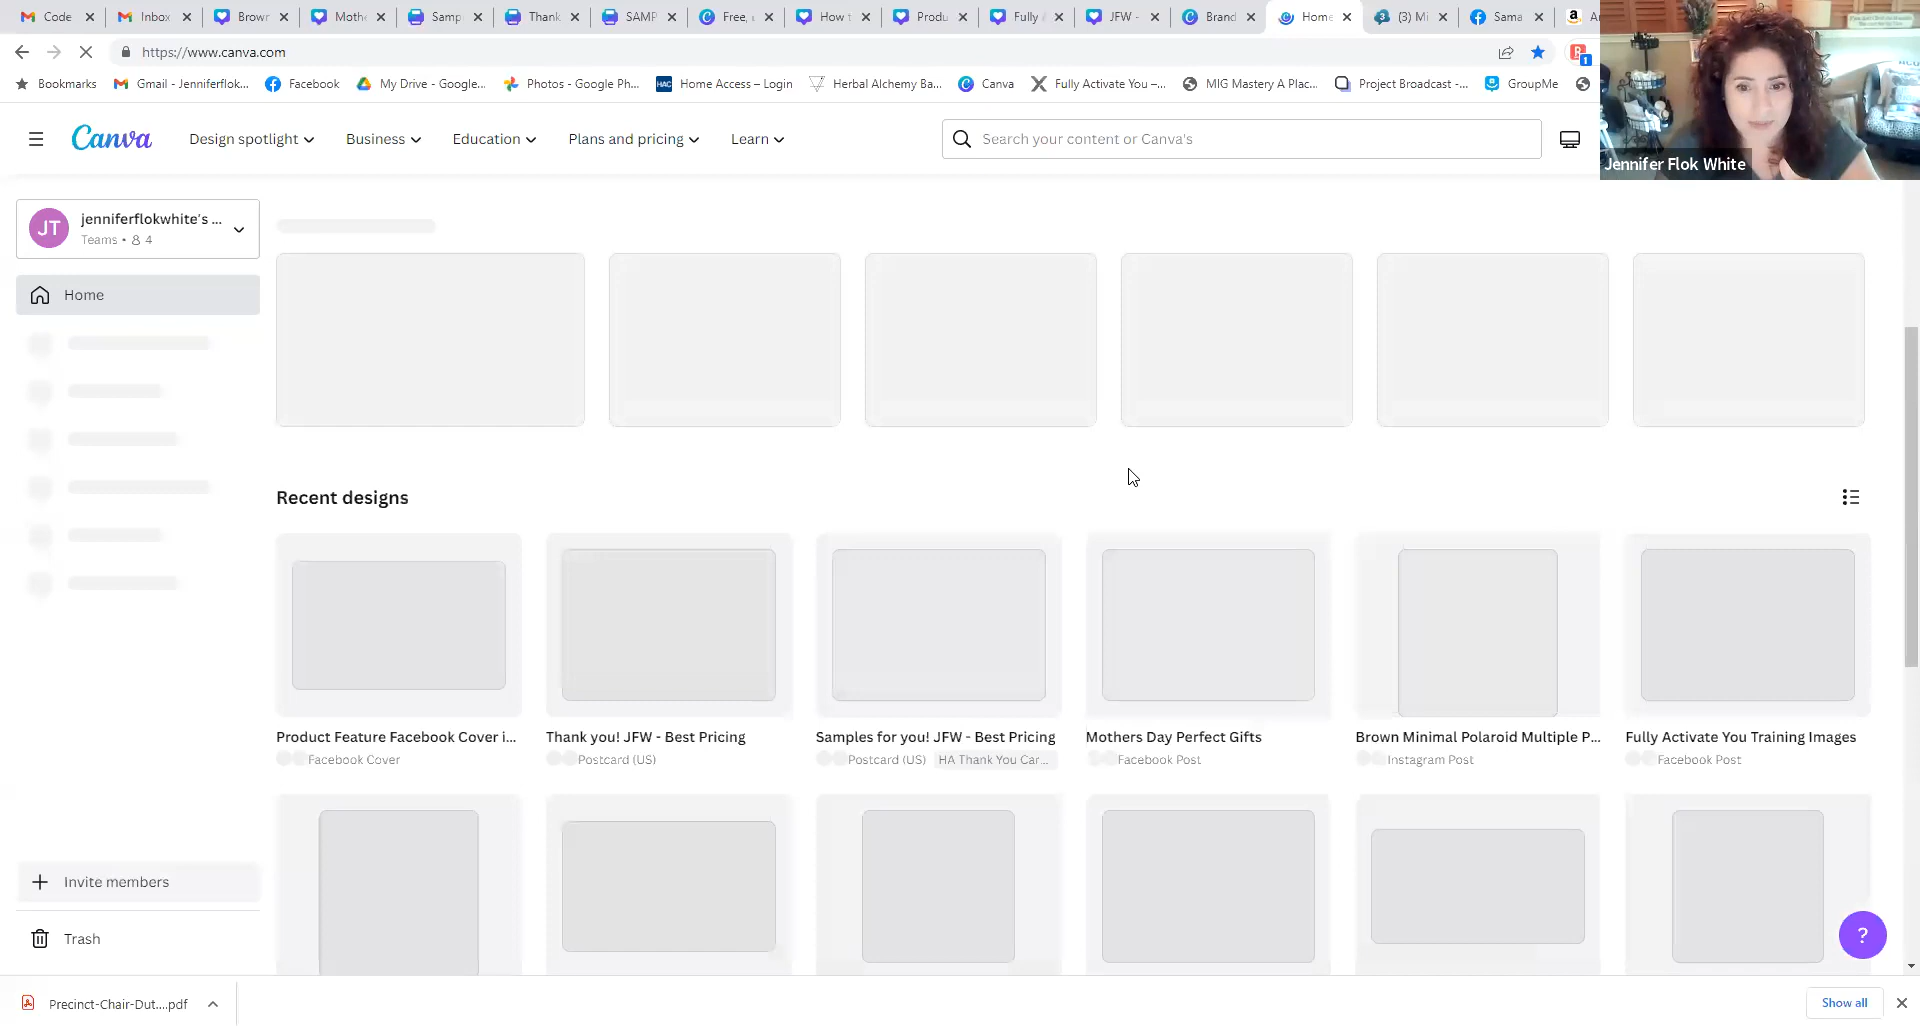 Code
Inbox
Brown
Mothe
Samp
Thank
SAMP
Free,
How t
Produ
Fully
JFW -
Brand
Home
(3) Mi
Sama
https://www.canva.com
Bookmarks
Gmail - Jenniferflok...
Facebook
My Drive - Google...
Photos - Google Ph...
HAC
Home Access – Login
Herbal Alchemy Ba...
Canva
Fully Activate You –...
MIG Mastery A Plac...
Project Broadcast -...
GroupMe
Canva
Design spotlight
Business
Education
Plans and pricing
Learn
Search your content or Canva's
Jennifer Flok White
JT
jenniferflokwhite's ...
Teams • 4
Home
Recent designs
Product Feature Facebook Cover i...
Thank you! JFW - Best Pricing
Samples for you! JFW - Best Pricing
Mothers Day Perfect Gifts
Brown Minimal Polaroid Multiple P...
Fully Activate You Training Images
Facebook Cover
Postcard (US)
Postcard (US)
HA Thank You Car...
Facebook Post
Instagram Post
Facebook Post
Invite members
Trash
?
Precinct-Chair-Dut....pdf
Show all